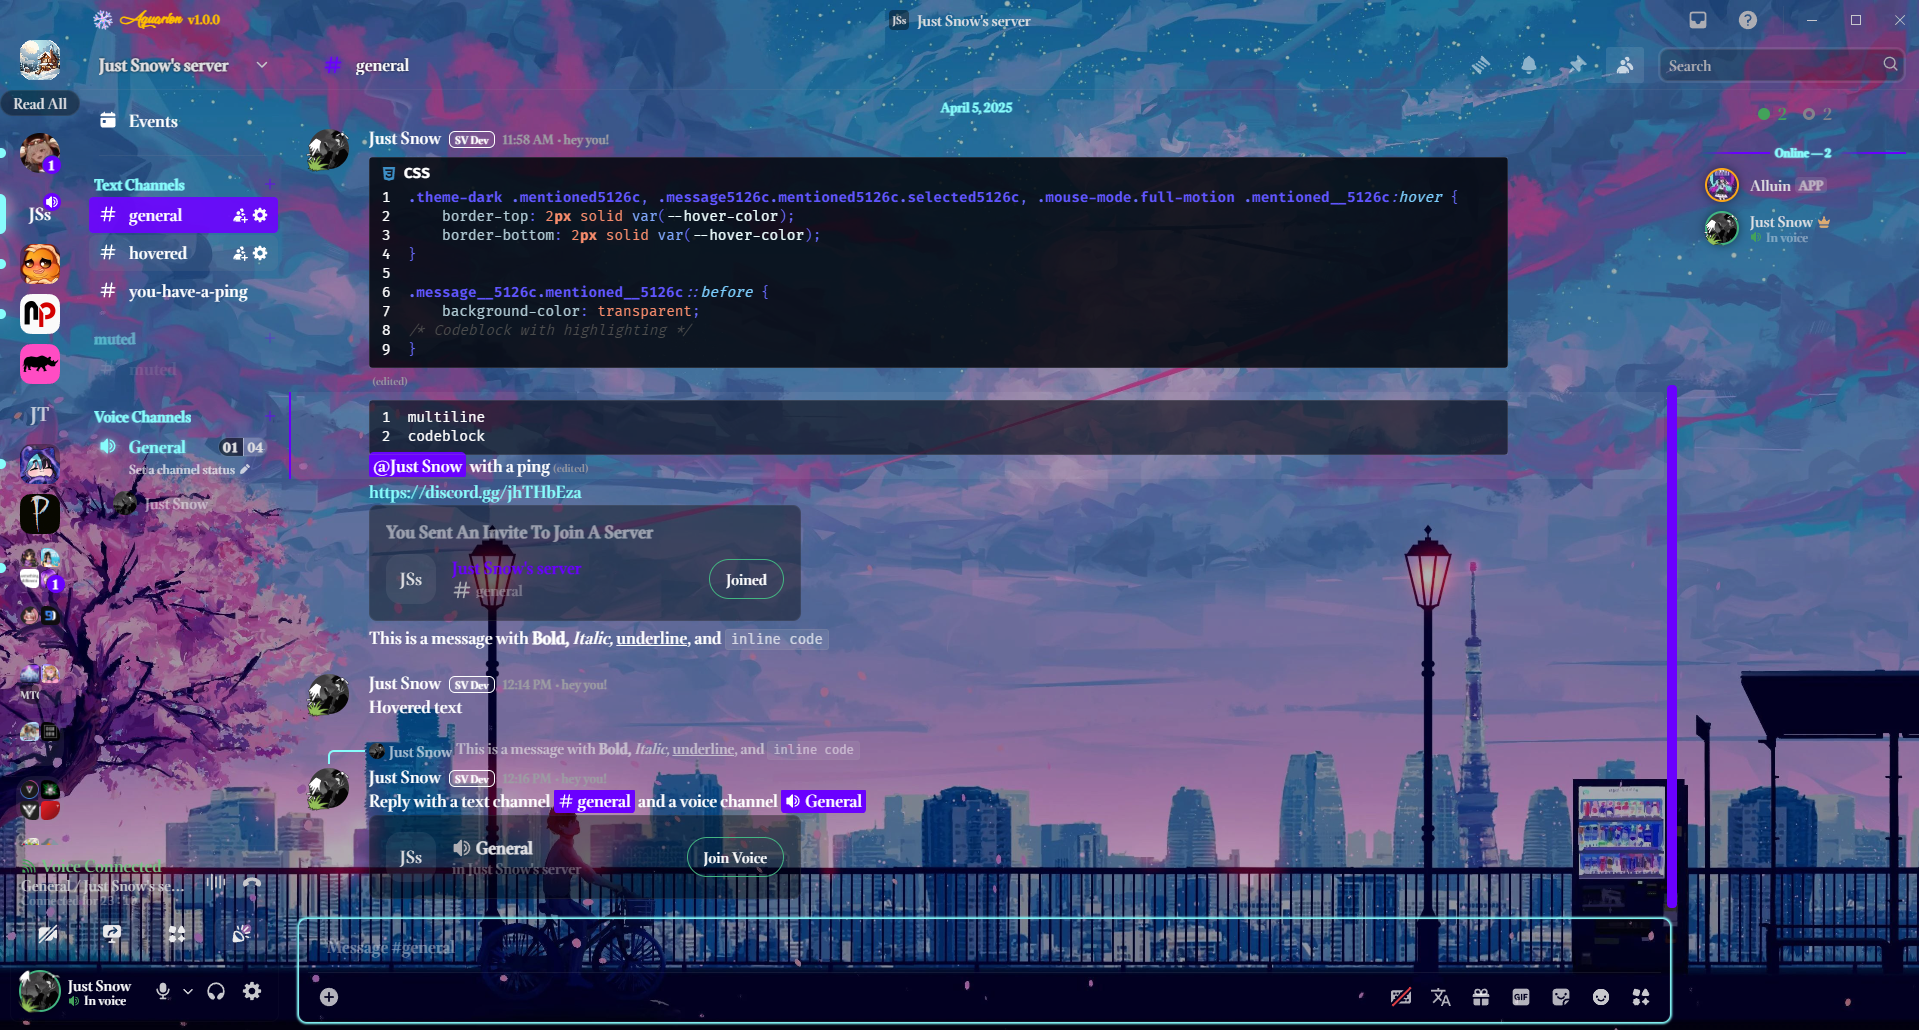 Aquarion v1.0.0
JSs Just Snow's server
Read All
Just Snow's server
Events
Text Channels
general
hovered
you-have-a-ping
muted
muted
Voice Channels
General 01 04
Set a channel status
Just Snow
1
JSs
JT
1
MTC
Voice Connected
General / Just Snow's se...
Just Snow
In voice
# general
Search
April 5, 2025
Just Snow SV Dev 11:58 AM • hey you!
CSS
1 .theme-dark .mentioned5126c, .message5126c.mentioned5126c.selected5126c, .mouse-mode.full-motion .mentioned__5126c:hover {
2 border-top: 2px solid var(--hover-color);
3 border-bottom: 2px solid var(--hover-color);
4 }
5
6 .message__5126c.mentioned__5126c::before {
7 background-color: transparent;
8 /* Codeblock with highlighting */
9 }
(edited)
1 multiline
2 codeblock
@Just Snow with a ping (edited)
https://discord.gg/jhTHbEza
You Sent An Invite To Join A Server
JSs Just Snow's server
# general
Joined
This is a message with Bold, Italic, underline, and inline code
Just Snow SV Dev 12:14 PM • hey you!
Hovered text
Just Snow This is a message with Bold, Italic, underline, and inline code
Just Snow SV Dev 12:16 PM • hey you!
Reply with a text channel # general and a voice channel General
JSs General
in Just Snow's server
Join Voice
Message #general
GIF
2 2
Online — 2
Alluin APP
Just Snow
In voice